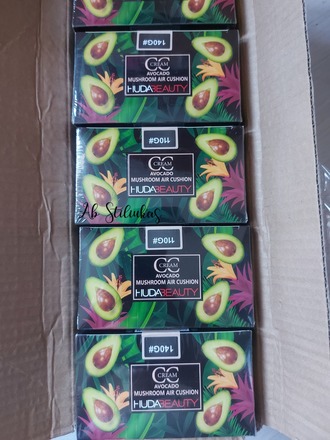 140G#
CC
CREAM
AVOCADO
MUSHROOM AIR CUSHION
HUDABEAUTY
110G#
CC
CREAM
AVOCADO
MUSHROOM AIR CUSHION
HUDABEAUTY
Ab Stilukas
110G#
CC
CREAM
AVOCADO
MUSHROOM AIR CUSHION
HUDABEAUTY
140G#
CC
CREAM
AVOCADO
MUSHROOM AIR CUSHION
HUDABEAUTY